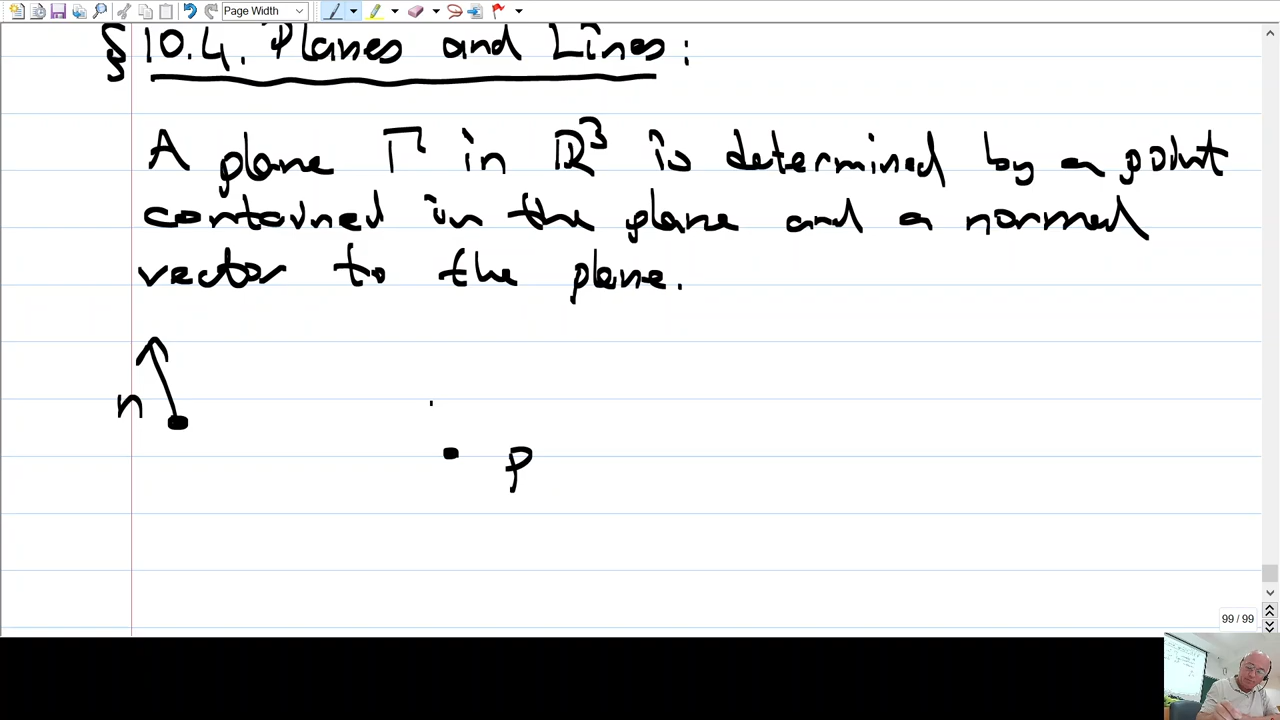 Page Width
§ 10.4. Planes and Lines:
A plane Γ in ℝ³ is determined by a point
contained in the plane and a normal
vector to the plane.
n
p
99 / 99